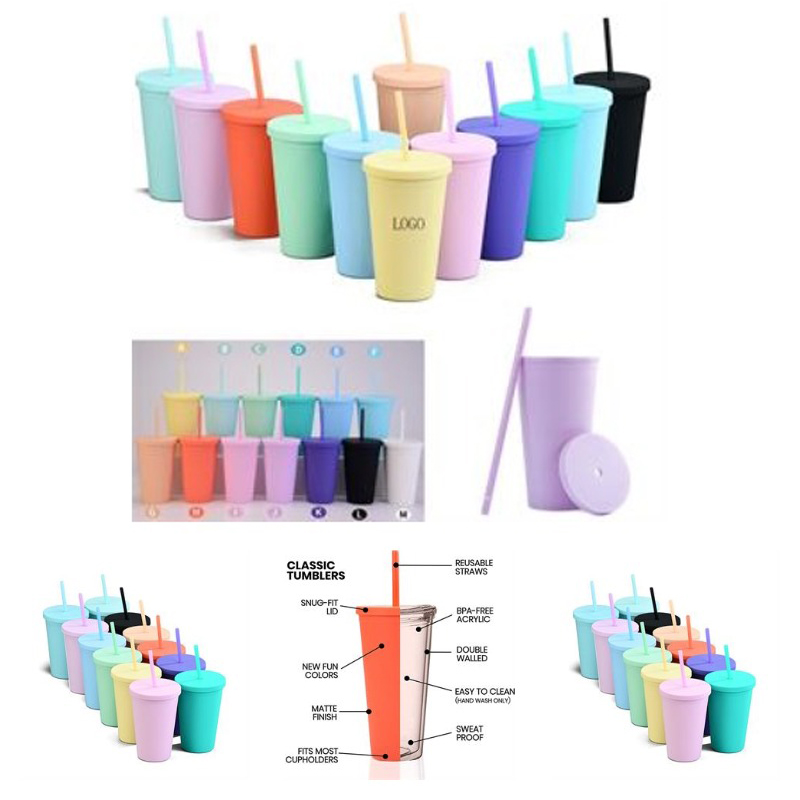 LOGO
A B C D E F
G H I J K L M
CLASSIC
TUMBLERS
REUSABLE
STRAWS
SNUG-FIT
LID
BPA-FREE
ACRYLIC
DOUBLE
WALLED
NEW FUN
COLORS
EASY TO CLEAN
(HAND WASH ONLY)
MATTE
FINISH
SWEAT
PROOF
FITS MOST
CUPHOLDERS